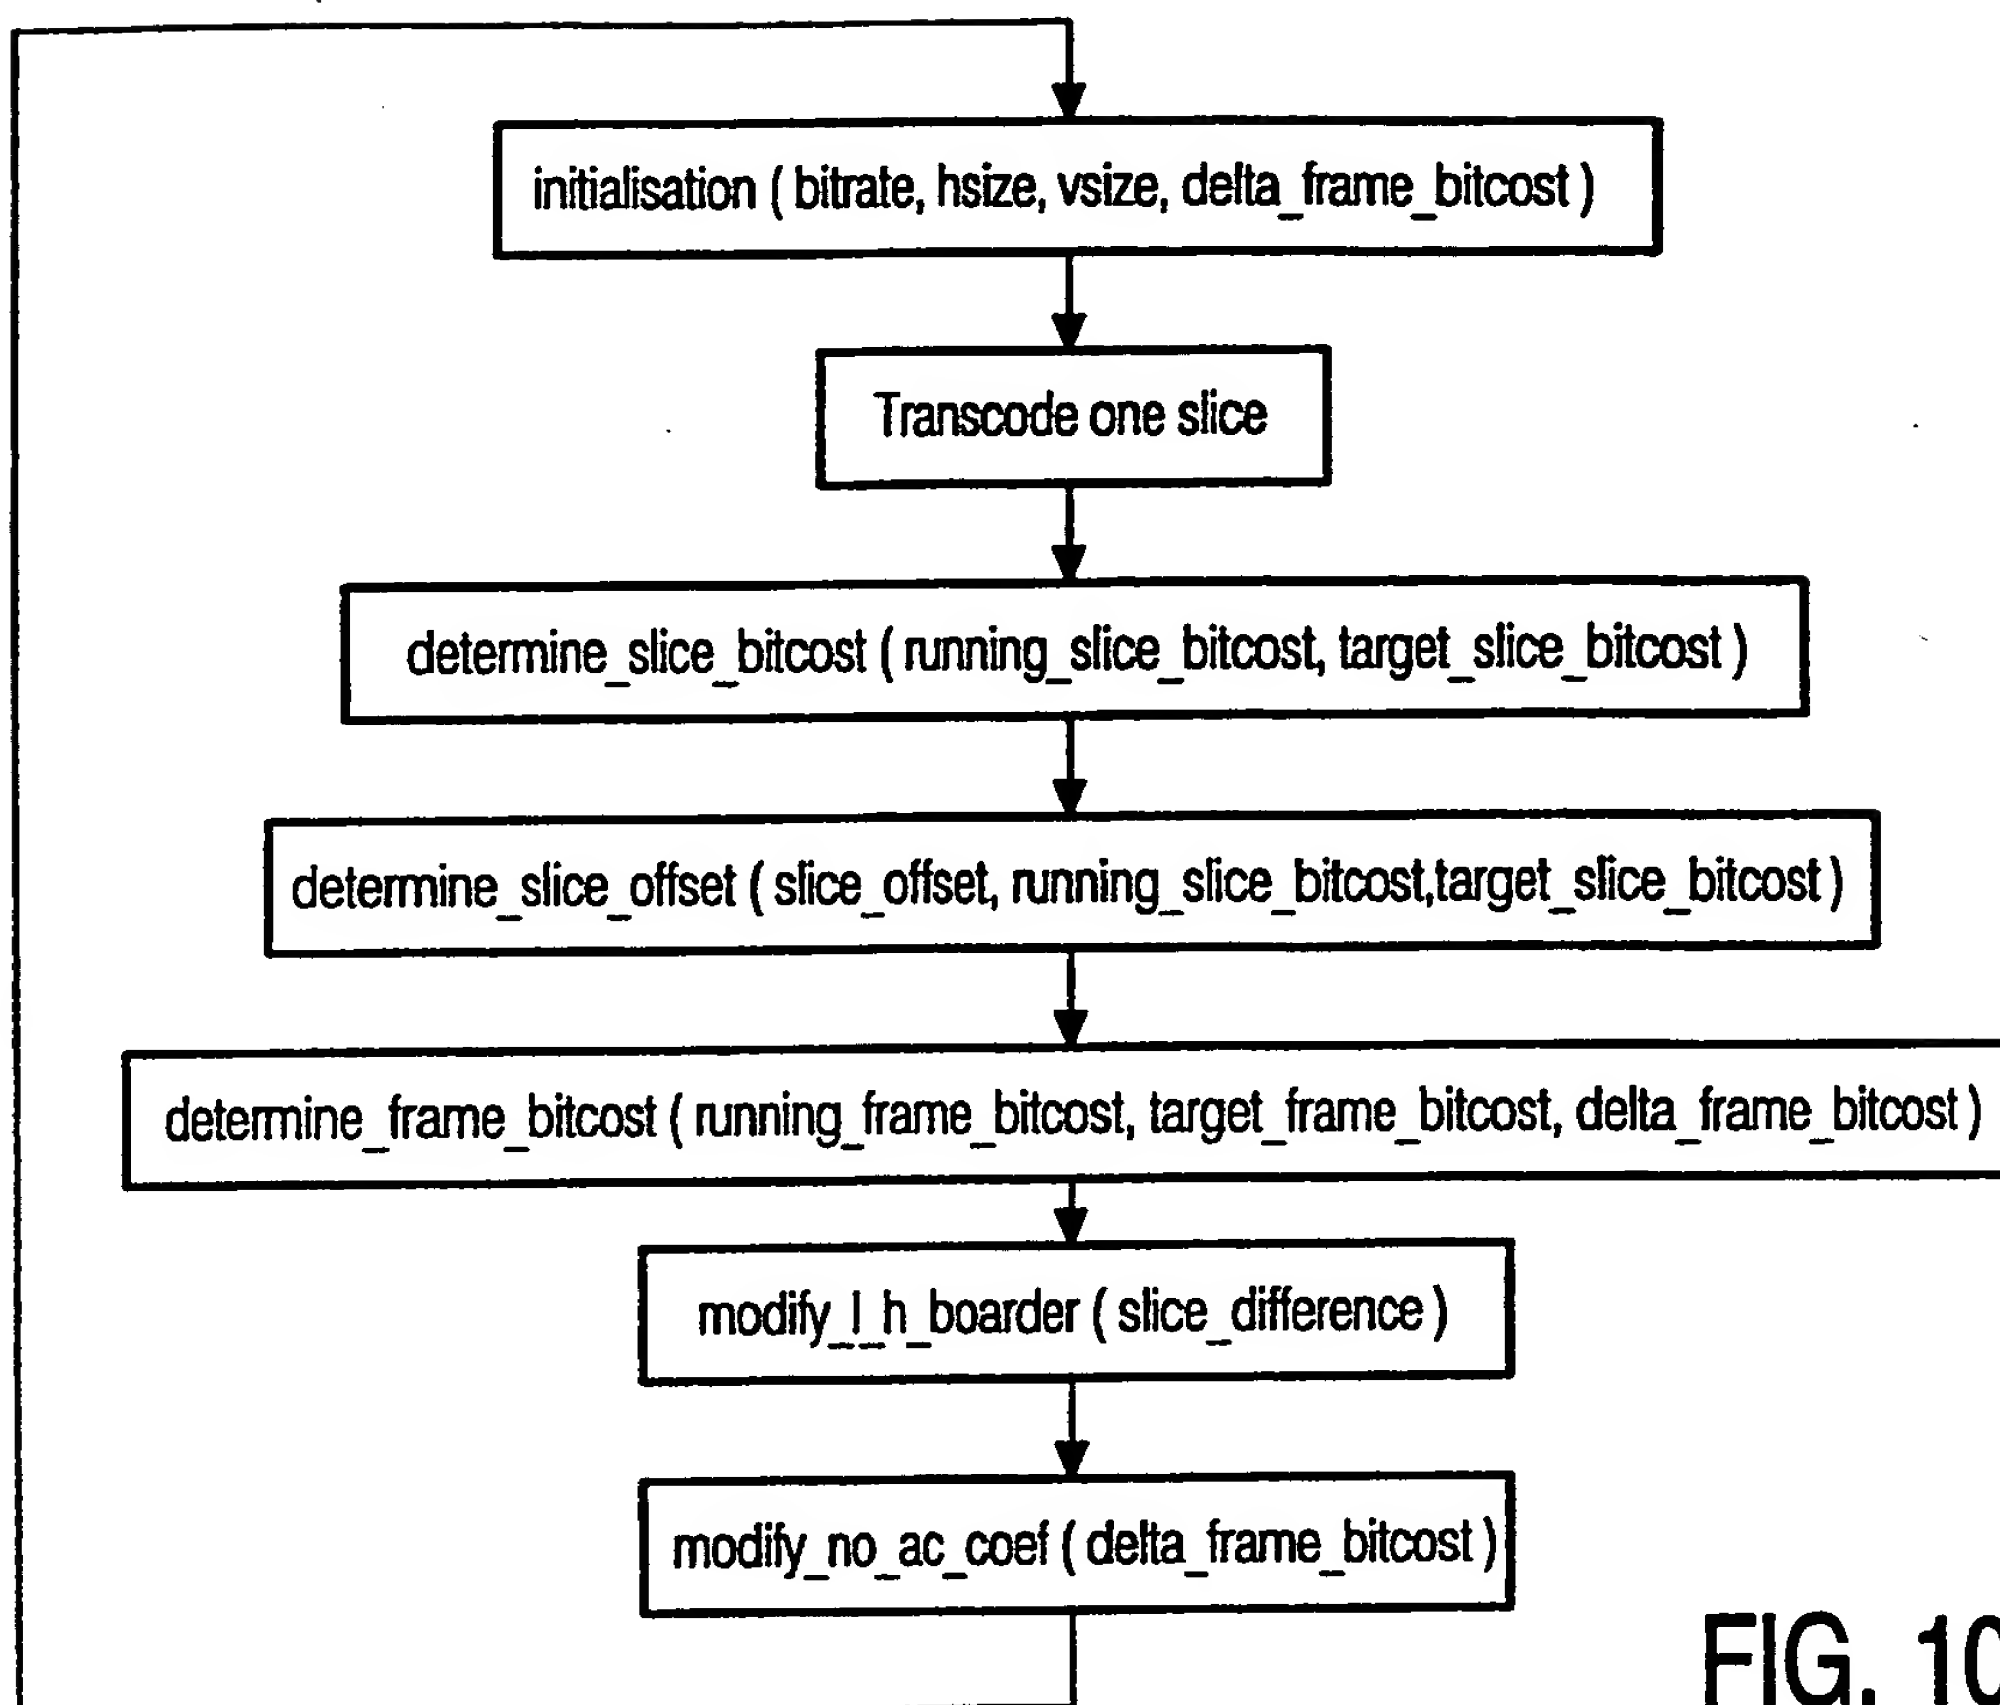 initialisation ( bitrate, hsize, vsize, delta_frame_bitcost )
Transcode one slice
determine_slice_bitcost ( running_slice_bitcost, target_slice_bitcost )
determine_slice_offset ( slice_offset, running_slice_bitcost,target_slice_bitcost )
determine_frame_bitcost ( running_frame_bitcost, target_frame_bitcost, delta_frame_bitcost )
modify_l_h_boarder ( slice_difference )
modify_no_ac_coef ( delta_frame_bitcost )
FIG. 10